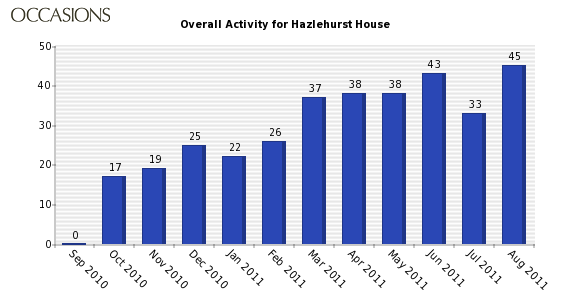 OCCASIONS
Overall Activity for Hazlehurst House
50
40
30
20
10
0
0
17
19
25
22
26
37
38
38
43
33
45
Sep 2010
Oct 2010
Nov 2010
Dec 2010
Jan 2011
Feb 2011
Mar 2011
Apr 2011
May 2011
Jun 2011
Jul 2011
Aug 2011